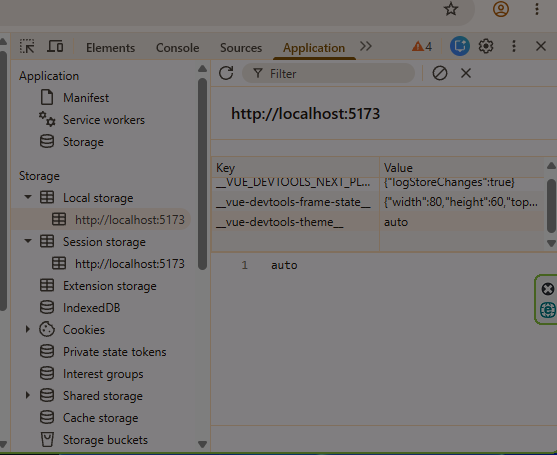 Elements Console Sources Application 4
Application
Manifest
Service workers
Storage
Storage
Local storage
http://localhost:5173
Session storage
http://localhost:5173
Extension storage
IndexedDB
Cookies
Private state tokens
Interest groups
Shared storage
Cache storage
Storage buckets
Filter
http://localhost:5173
Key Value
__VUE_DEVTOOLS_NEXT_PL... {"logStoreChanges":true}
__vue-devtools-frame-state__ {"width":80,"height":60,"top...
__vue-devtools-theme__ auto
1 auto